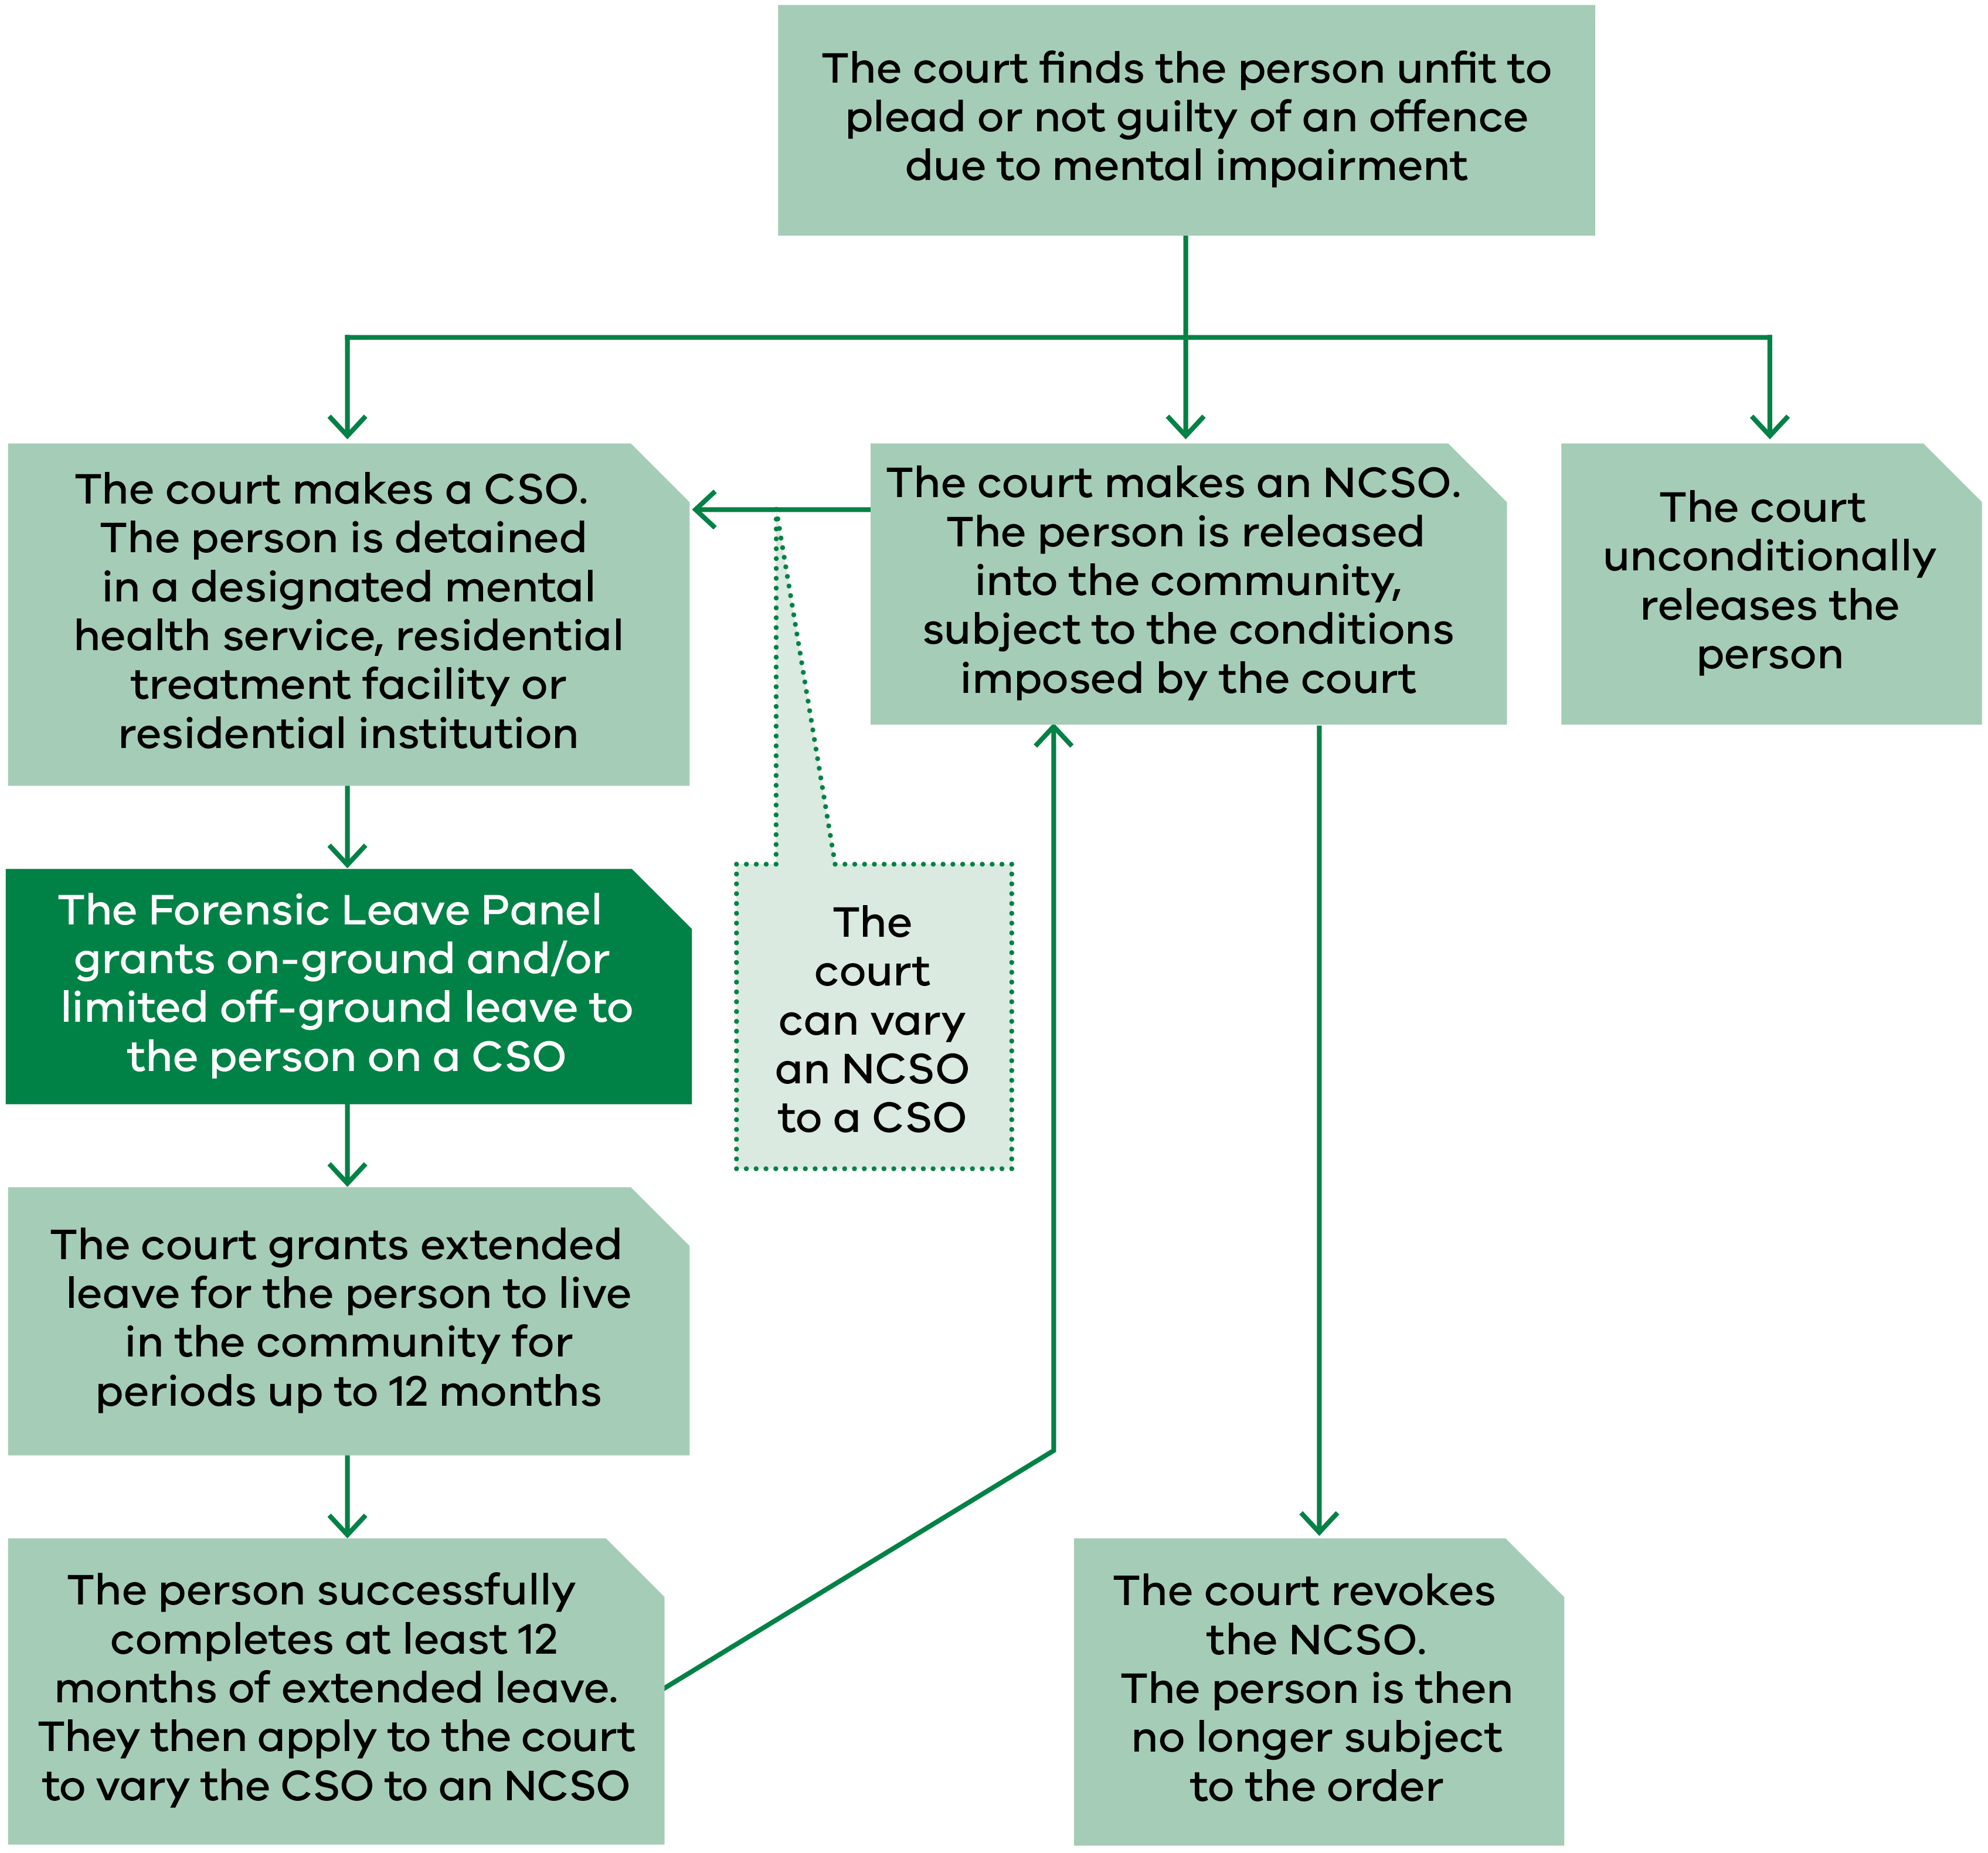 The court finds the person unfit to
plead or not guilty of an offence
due to mental impairment
The court makes a CSO.
The person is detained
in a designated mental
health service, residential
treatment facility or
residential institution
The court makes an NCSO.
The person is released
into the community,
subject to the conditions
imposed by the court
The court
unconditionally
releases the
person
The Forensic Leave Panel
grants on-ground and/or
limited off-ground leave to
the person on a CSO
The
court
can vary
an NCSO
to a CSO
The court grants extended
leave for the person to live
in the community for
periods up to 12 months
The person successfully
completes at least 12
months of extended leave.
They then apply to the court
to vary the CSO to an NCSO
The court revokes
the NCSO.
The person is then
no longer subject
to the order